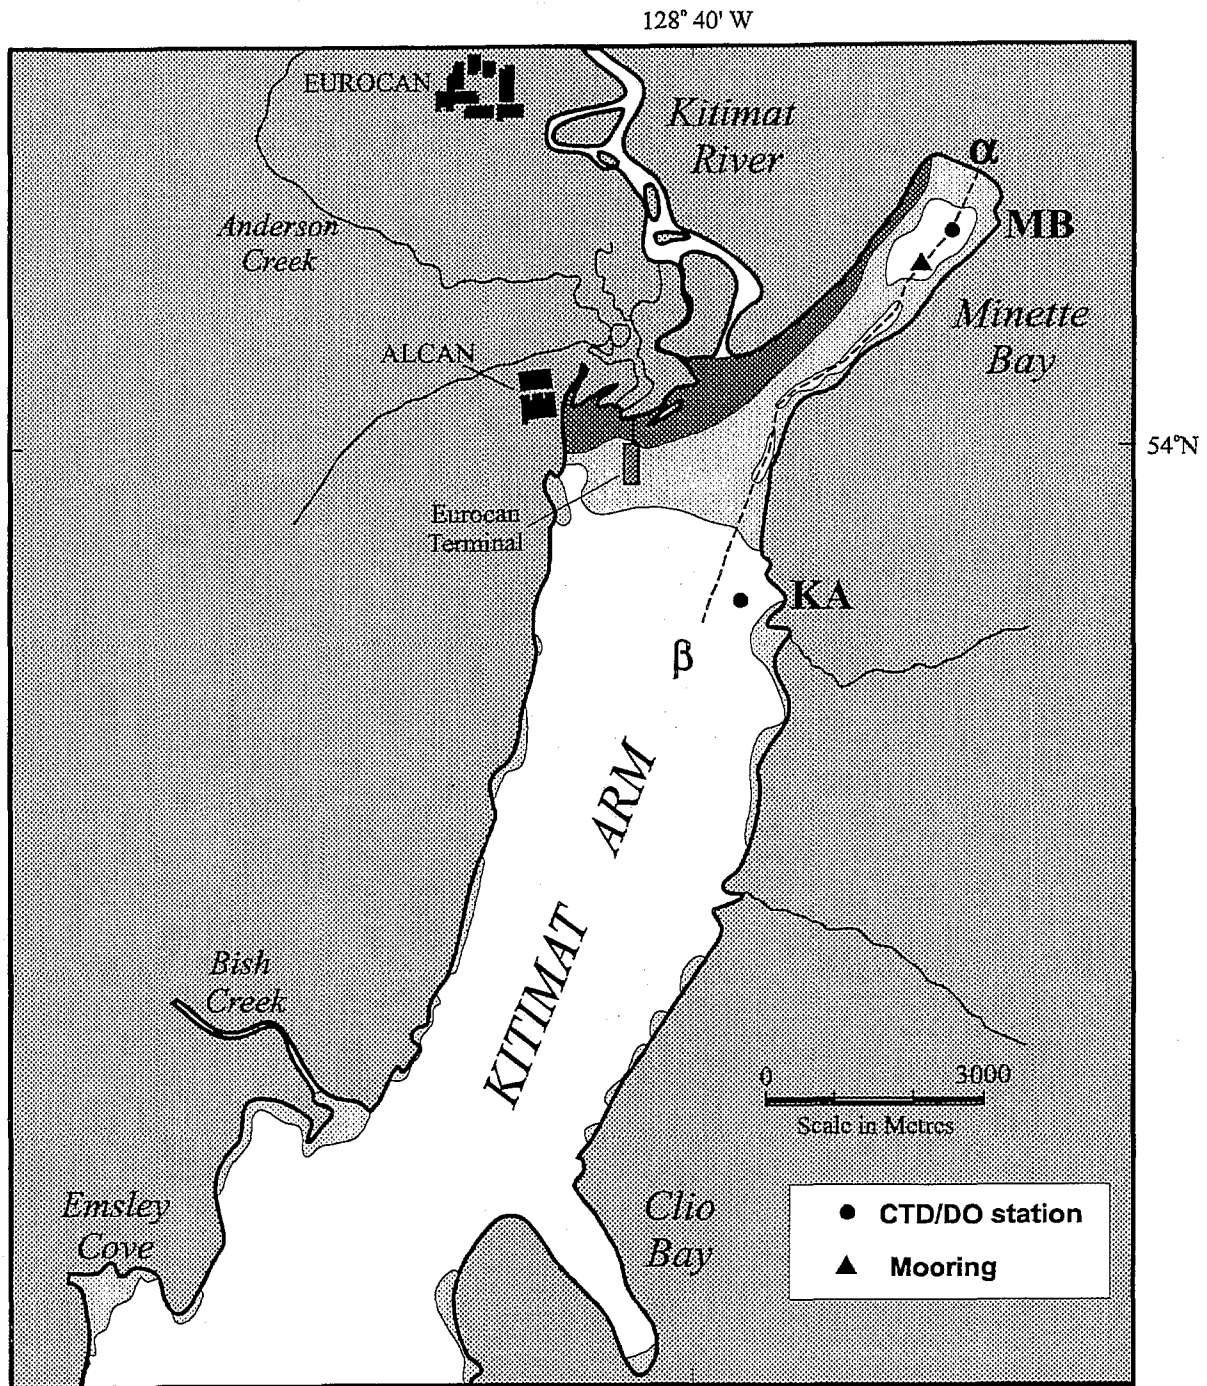 128° 40' W
EUROCAN
Kitimat
River
α
MB
Anderson
Creek
Minette
Bay
ALCAN
54°N
Eurocan
Terminal
KA
β
KITIMAT ARM
Bish
Creek
0 3000
Scale in Metres
Emsley
Cove
Clio
Bay
CTD/DO station
Mooring